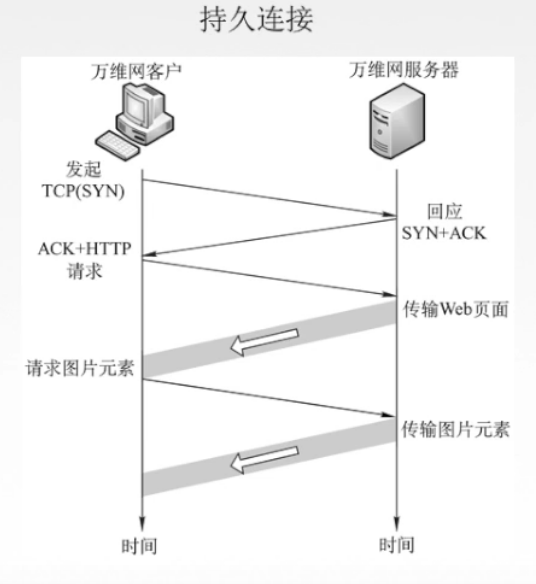 持久连接
万维网客户
万维网服务器
发起
TCP(SYN)
回应
SYN+ACK
ACK+HTTP
请求
传输Web页面
请求图片元素
传输图片元素
时间
时间